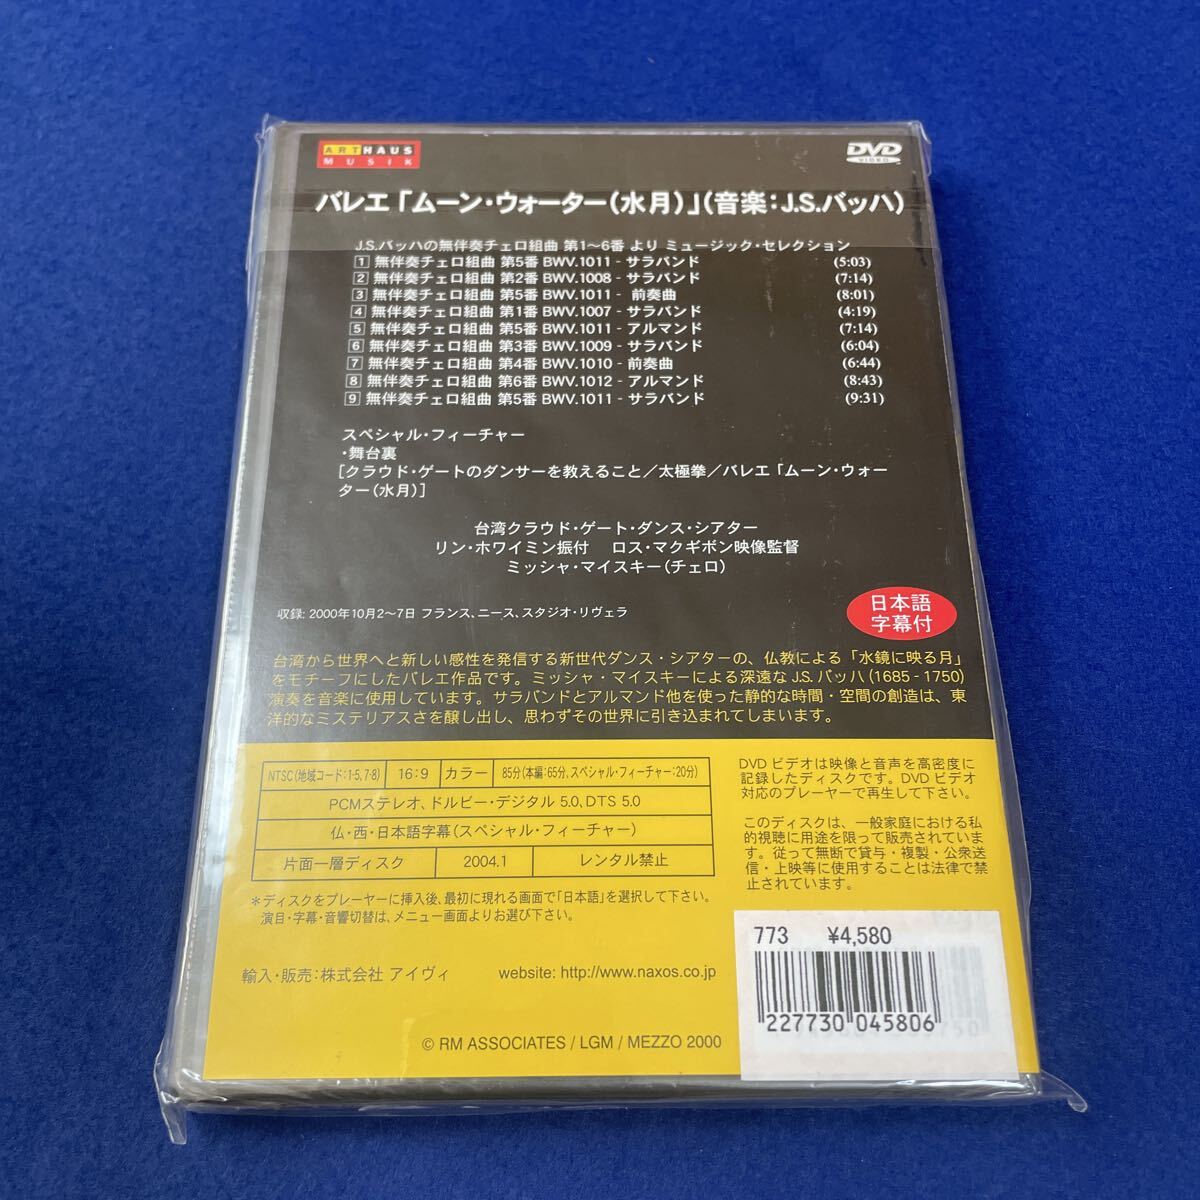 ARTHAUS
MUSIK
DVD
VIDEO
バレエ「ムーン・ウォーター(水月)」(音楽:J.S.バッハ)
J.S.バッハの無伴奏チェロ組曲 第1〜6番 より ミュージック・セレクション
1 無伴奏チェロ組曲 第5番 BWV.1011 - サラバンド (5:03)
2 無伴奏チェロ組曲 第2番 BWV.1008 - サラバンド (7:14)
3 無伴奏チェロ組曲 第5番 BWV.1011 - 前奏曲 (8:01)
4 無伴奏チェロ組曲 第1番 BWV.1007 - サラバンド (4:19)
5 無伴奏チェロ組曲 第5番 BWV.1011 - アルマンド (7:14)
6 無伴奏チェロ組曲 第3番 BWV.1009 - サラバンド (6:04)
7 無伴奏チェロ組曲 第4番 BWV.1010 - 前奏曲 (6:44)
8 無伴奏チェロ組曲 第6番 BWV.1012 - アルマンド (8:43)
9 無伴奏チェロ組曲 第5番 BWV.1011 - サラバンド (9:31)
スペシャル・フィーチャー
・舞台裏
[クラウド・ゲートのダンサーを教えること/太極拳/バレエ「ムーン・ウォー
ター(水月)]
台湾クラウド・ゲート・ダンス・シアター
リン・ホワイミン振付 ロス・マクギボン映像監督
ミッシャ・マイスキー(チェロ)
収録: 2000年10月2〜7日 フランス、ニース、スタジオ・リヴェラ
日本語
字幕付
台湾から世界へと新しい感性を発信する新世代ダンス・シアターの、仏教による「水鏡に映る月」
をモチーフにしたバレエ作品です。ミッシャ・マイスキーによる深遠な J.S. バッハ (1685 - 1750)
演奏を音楽に使用しています。サラバンドとアルマンド他を使った静的な時間・空間の創造は、東
洋的なミステリアスさを醸し出し、思わずその世界に引き込まれてしまいます。
NTSC(地域コード:1-5, 7-8) 16:9 カラー 85分(本編:65分、スペシャル・フィーチャー:20分)
PCMステレオ、ドルビー・デジタル 5.0、DTS 5.0
仏・西・日本語字幕(スペシャル・フィーチャー)
片面一層ディスク 2004.1 レンタル禁止
*ディスクをプレーヤーに挿入後、最初に現れる画面で「日本語」を選択して下さい。
演目・字幕・音響切替は、メニュー画面よりお選び下さい。
DVD ビデオは映像と音声を高密度に
記録したディスクです。DVD ビデオ
対応のプレーヤーで再生して下さい。
このディスクは、一般家庭における私
的視聴に用途を限って販売されていま
す。従って無断で貸与・複製・公衆送
信・上映等に使用することは法律で禁
止されています。
輸入・販売:株式会社 アイヴィ website: http://www.naxos.co.jp
© RM ASSOCIATES / LGM / MEZZO 2000
773 ¥4,580
227730 045806